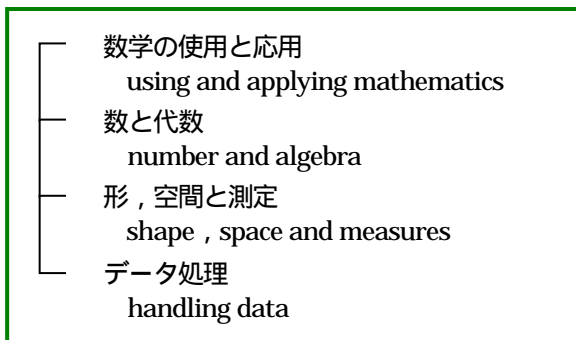 数学の使用と応用
using and applying mathematics
数と代数
number and algebra
形，空間と測定
shape，space and measures
データ処理
handling data